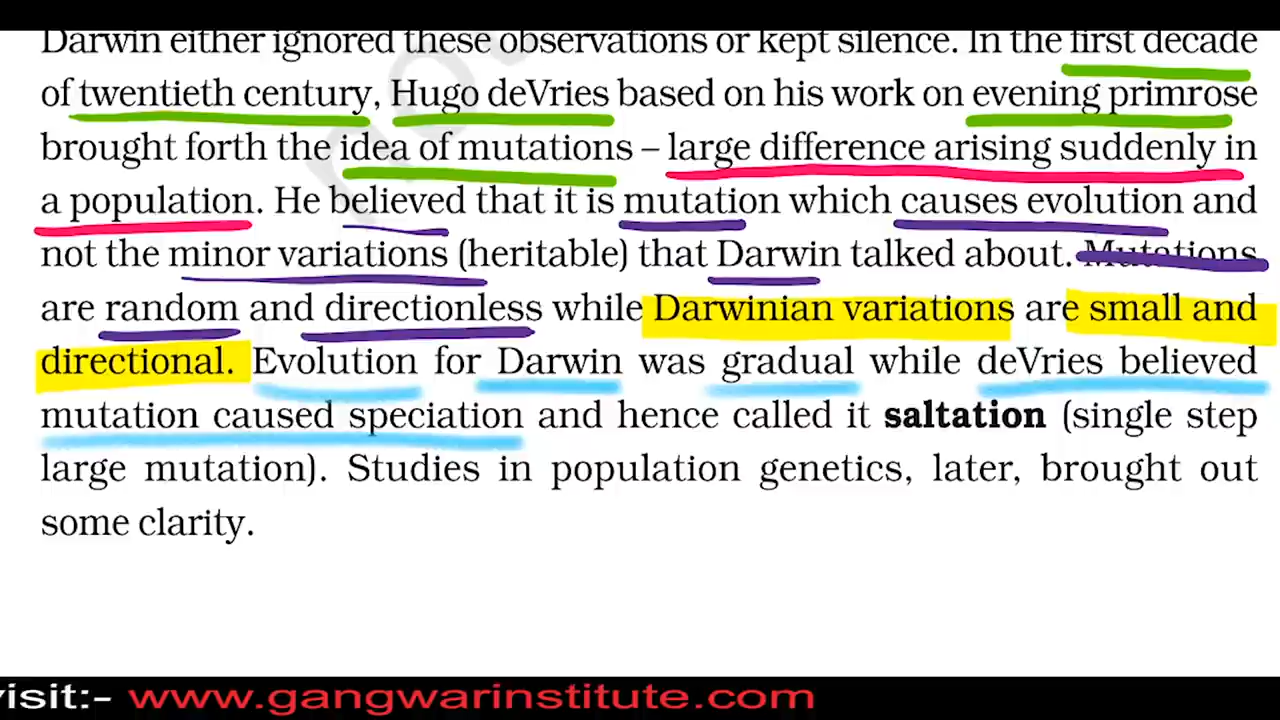 Darwin either ignored these observations or kept silence. In the first decade
of twentieth century, Hugo deVries based on his work on evening primrose
brought forth the idea of mutations – large difference arising suddenly in
a population. He believed that it is mutation which causes evolution and
not the minor variations (heritable) that Darwin talked about. Mutations
are random and directionless while Darwinian variations are small and
directional. Evolution for Darwin was gradual while deVries believed
mutation caused speciation and hence called it saltation (single step
large mutation). Studies in population genetics, later, brought out
some clarity.
visit:- www.gangwarinstitute.com